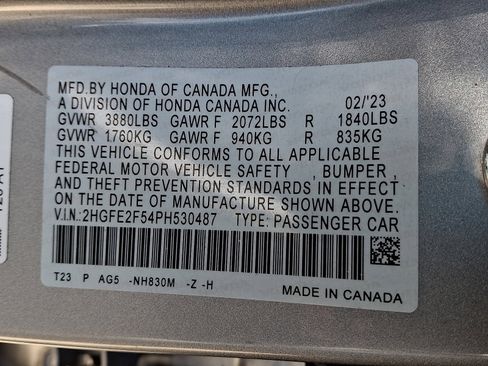 MFD.BY HONDA OF CANADA MFG.,
A DIVISION OF HONDA CANADA INC. 02/'23
GVWR 3880LBS GAWR F 2072LBS R 1840LBS
GVWR 1760KG GAWR F 940KG R 835KG
THIS VEHICLE CONFORMS TO ALL APPLICABLE
FEDERAL MOTOR VEHICLE SAFETY , BUMPER ,
AND THEFT PREVENTION STANDARDS IN EFFECT
ON THE DATE OF MANUFACTURE SHOWN ABOVE.
V.I.N.:2HGFE2F54PH530487 TYPE: PASSENGER CAR
T23 P AG5 -NH830M -Z -H
MADE IN CANADA